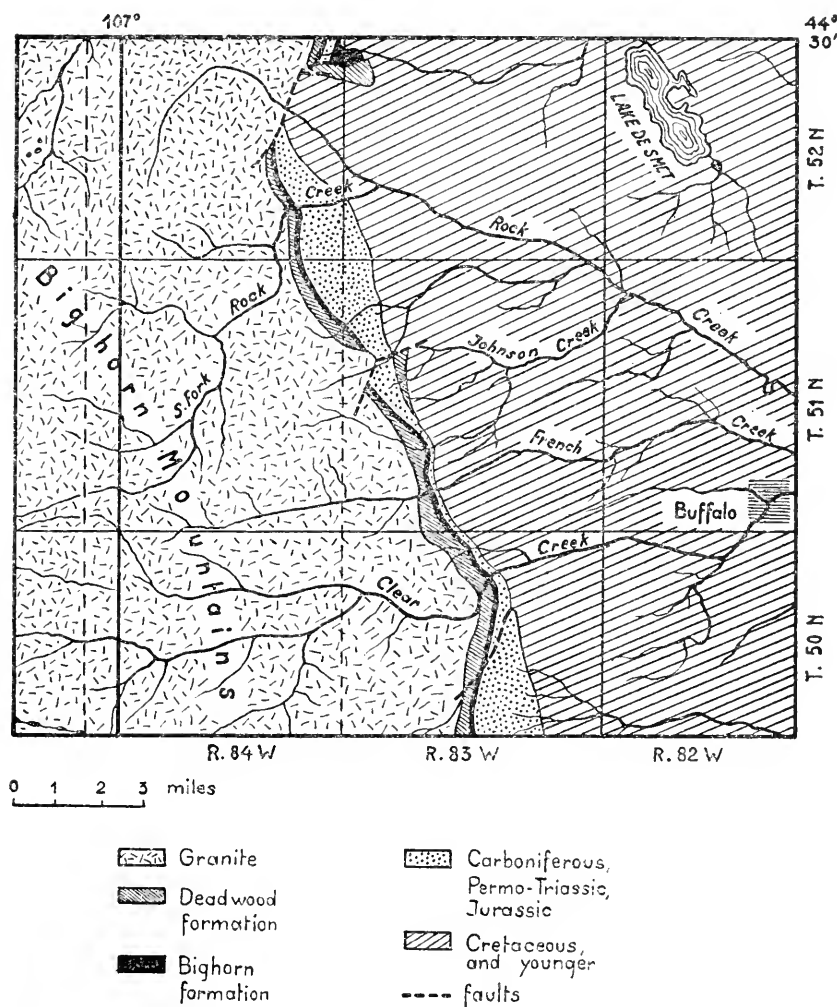 107°
44°
30'
LAKE DE SMET
T. 52 N
Creek
Rock
Bighorn
Rock
Creek
Johnson
Creek
S. Fork
T. 51 N
Mountains
French
Creek
Buffalo
Creek
Clear
T. 50 N
R. 84 W R. 83 W R. 82 W
0 1 2 3 miles
Granite
Deadwood
formation
Bighorn
formation
Carboniferous,
Permo-Triassic,
Jurassic
Cretaceous,
and younger
faults